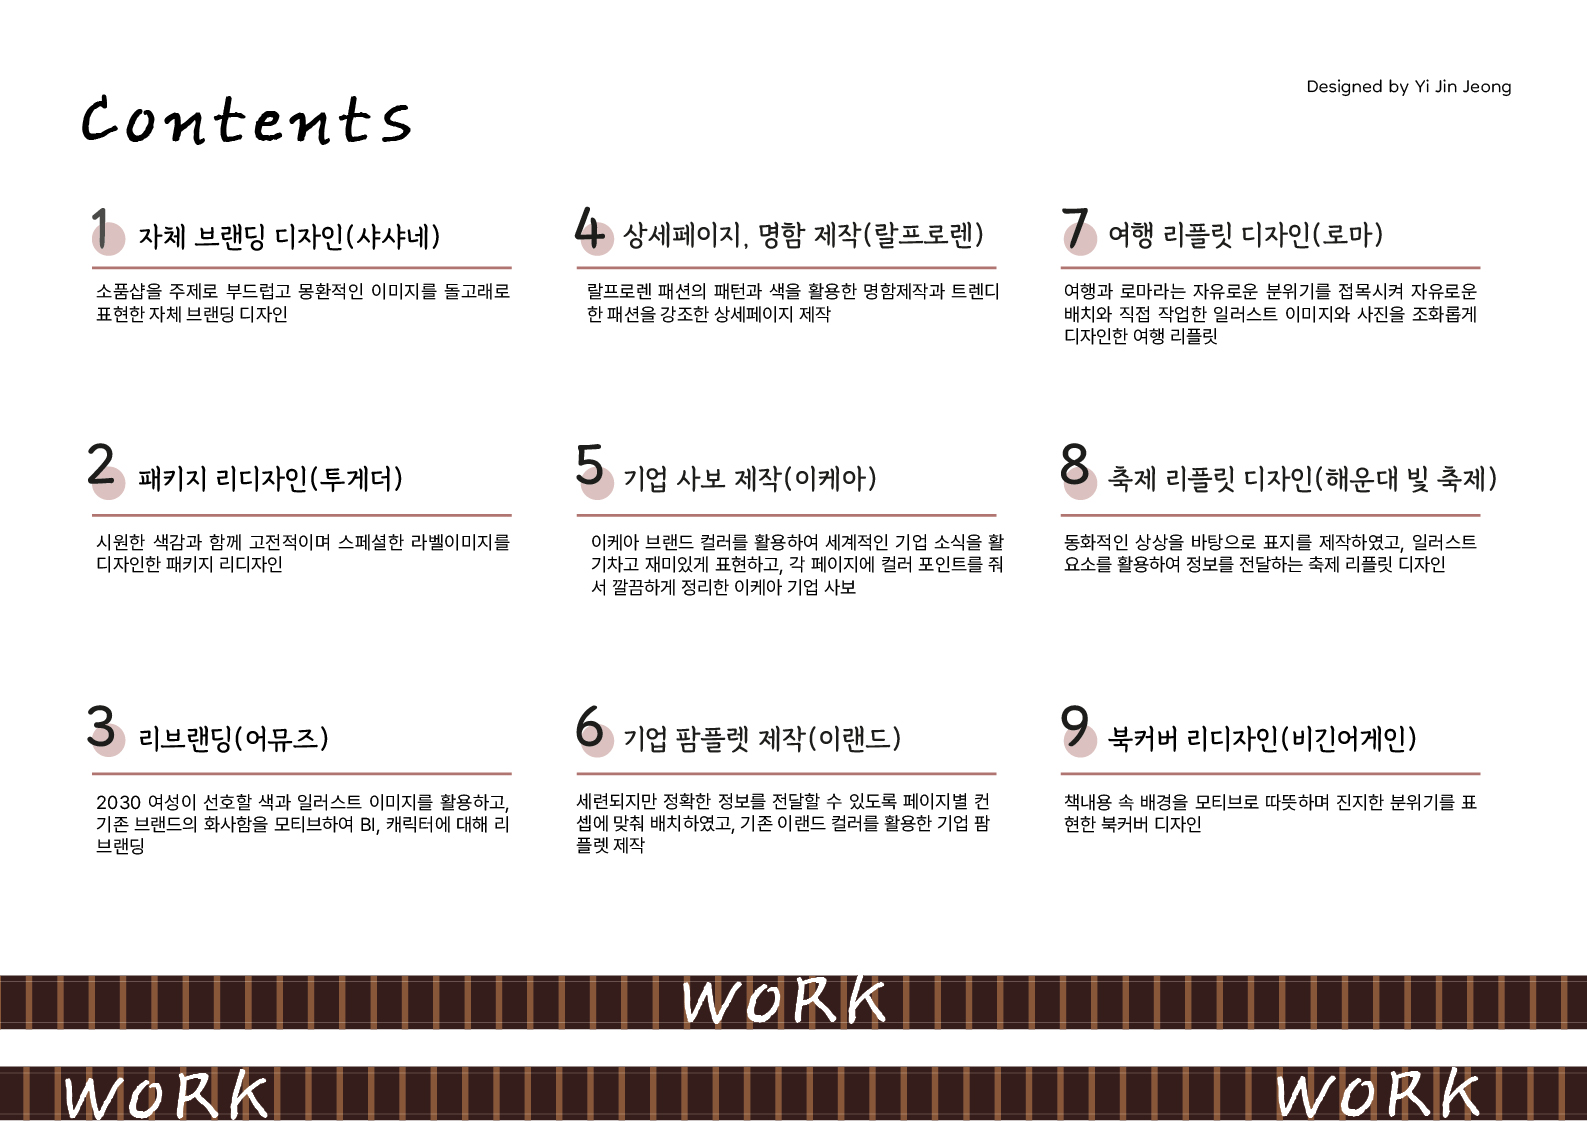 Contents
Designed by Yi Jin Jeong
1 자체 브랜딩 디자인(샤샤네)
소품샵을 주제로 부드럽고 몽환적인 이미지를 돌고래로
표현한 자체 브랜딩 디자인
2 패키지 리디자인(투게더)
시원한 색감과 함께 고전적이며 스페셜한 라벨이미지를
디자인한 패키지 리디자인
3 리브랜딩(어뮤즈)
2030 여성이 선호할 색과 일러스트 이미지를 활용하고,
기존 브랜드의 화사함을 모티브하여 BI, 캐릭터에 대해 리
브랜딩
4 상세페이지, 명함 제작(랄프로렌)
랄프로렌 패션의 패턴과 색을 활용한 명함제작과 트렌디
한 패션을 강조한 상세페이지 제작
5 기업 사보 제작(이케아)
이케아 브랜드 컬러를 활용하여 세계적인 기업 소식을 활
기차고 재미있게 표현하고, 각 페이지에 컬러 포인트를 줘
서 깔끔하게 정리한 이케아 기업 사보
6 기업 팜플렛 제작(이랜드)
세련되지만 정확한 정보를 전달할 수 있도록 페이지별 컨
셉에 맞춰 배치하였고, 기존 이랜드 컬러를 활용한 기업 팜
플렛 제작
7 여행 리플릿 디자인(로마)
여행과 로마라는 자유로운 분위기를 접목시켜 자유로운
배치와 직접 작업한 일러스트 이미지와 사진을 조화롭게
디자인한 여행 리플릿
8 축제 리플릿 디자인(해운대 빛 축제)
동화적인 상상을 바탕으로 표지를 제작하였고, 일러스트
요소를 활용하여 정보를 전달하는 축제 리플릿 디자인
9 북커버 리디자인(비긴어게인)
책내용 속 배경을 모티브로 따뜻하며 진지한 분위기를 표
현한 북커버 디자인
WORK
WORK
WORK